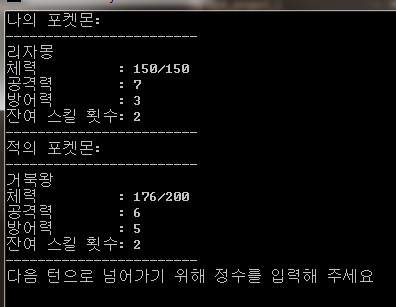 나의 포켓몬:
-------------------------
리자몽
체력 : 150/150
공격력 : 7
방어력 : 3
잔여 스킬 횟수: 2
-------------------------
적의 포켓몬:
-------------------------
거북왕
체력 : 176/200
공격력 : 6
방어력 : 5
잔여 스킬 횟수: 2
-------------------------
다음 턴으로 넘어가기 위해 정수를 입력해 주세요